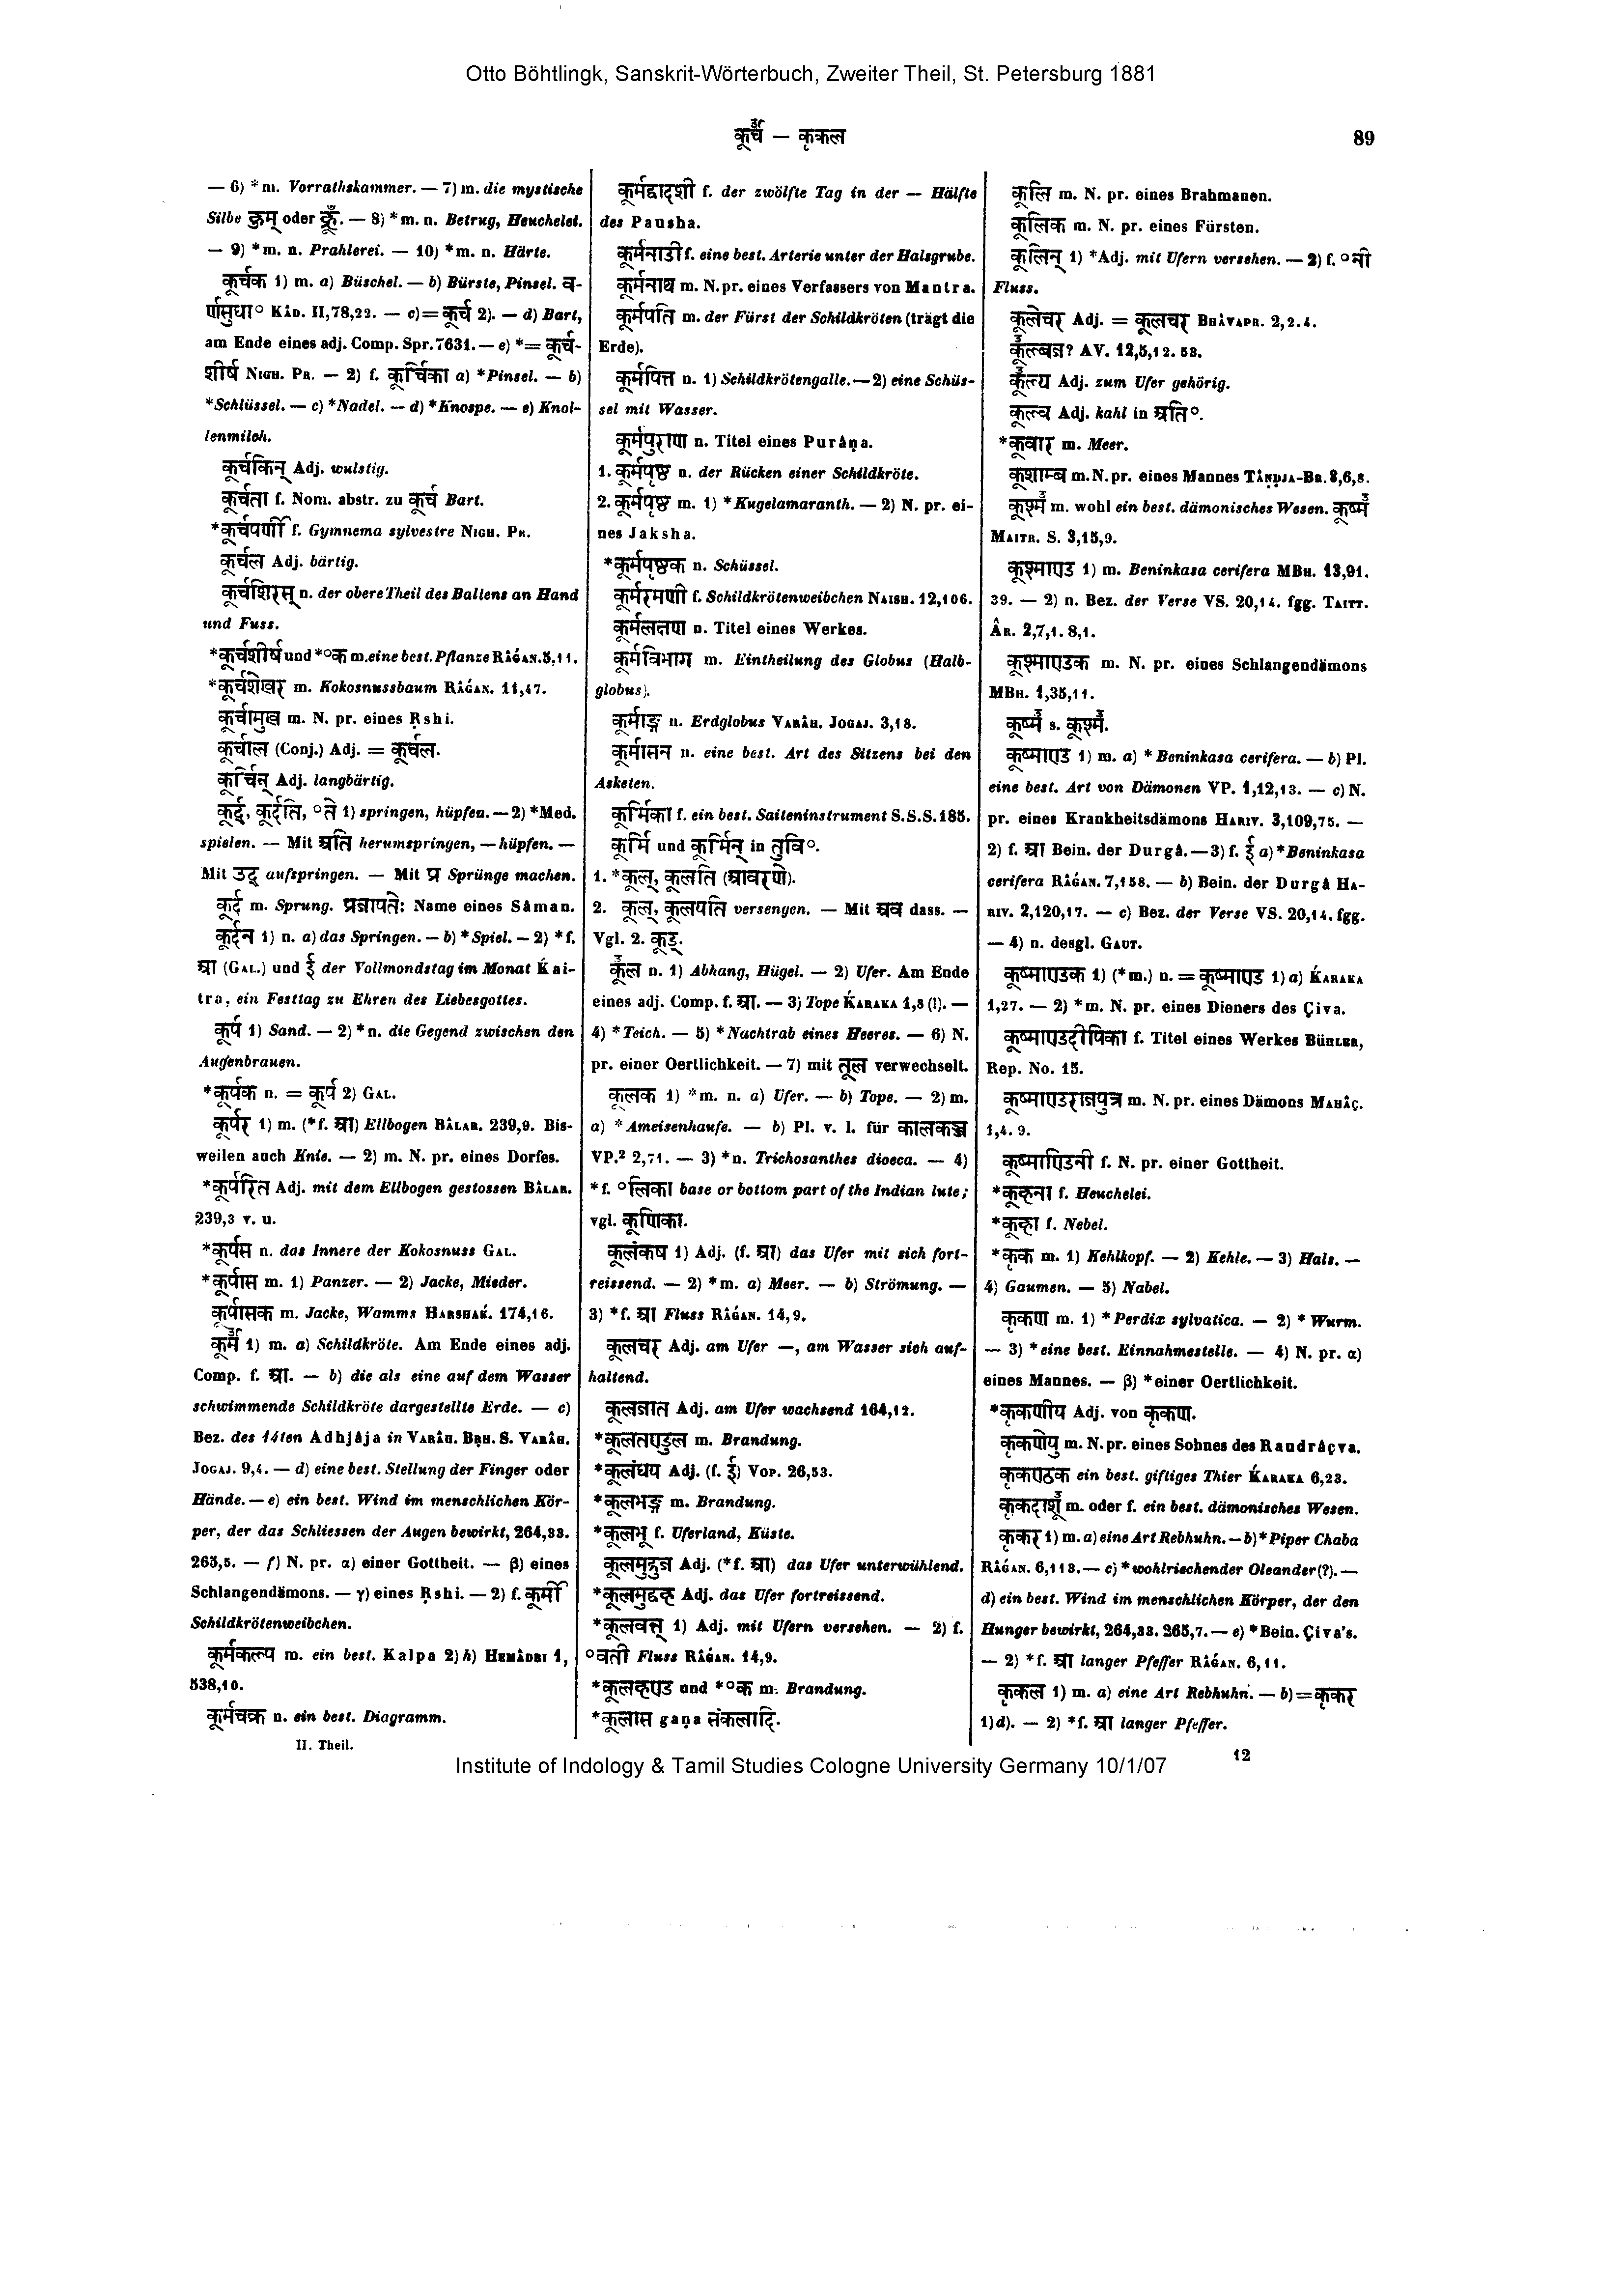 Otto Böhtlingk, Sanskrit-Wörterbuch, Zweiter Theil, St. Petersburg 1881
कूर्च — कृकल
89
— 6) *m. Vorrathskammer. — 7) m. die mystische
Silbe हुम् oder ह्रूँ. — 8) *m. n. Betrug, Heuchelei.
— 9) *m. n. Prahlerei. — 10) *m. n. Härte.
कूर्चक 1) m. a) Büschel. — b) Bürste, Pinsel. व-
र्णसुधा° Kâd. II,78,22. — c) = कूर्च 2). — d) Bart,
am Ende eines adj. Comp. Spr. 7631. — e) *= कूर्च-
शीर्ष Nigh. Pr. — 2) f. कूर्चिका a) *Pinsel. — b)
*Schlüssel. — c) *Nadel. — d) *Knospe. — e) Knol-
lenmilch.
कूर्चकिन् Adj. wulstig.
कूर्चता f. Nom. abstr. zu कूर्च Bart.
*कूर्चपर्णी f. Gymnema sylvestre Nigh. Pr.
कूर्चल Adj. bärtig.
कूर्चशिरस् n. der obere Theil des Ballens an Hand
und Fuss.
*कूर्चशीर्ष und *°क m. eine best. Pflanze Râǵan. 5,11.
*कूर्चशेखर m. Kokosnussbaum Râǵan. 11,47.
कूर्चामुख m. N. pr. eines Ṛshi.
कूर्चाल (Conj.) Adj. = कूर्चल.
कूर्चिन् Adj. langbärtig.
कूर्द्, कूर्दति, °ते 1) springen, hüpfen. — 2) *Med.
spielen. — Mit प्रति herumspringen, — hüpfen. —
Mit उद् aufspringen. — Mit प्र Sprünge machen.
कूर्द m. Sprung. प्रजापतेः Name eines Sâman.
कूर्दन 1) n. a) das Springen. — b) *Spiel. — 2) *f.
आ (Gal.) und ई der Vollmondstag im Monat Ḱai-
tra, ein Festtag zu Ehren des Liebesgottes.
कूर्प 1) Sand. — 2) *n. die Gegend zwischen den
Augenbrauen.
*कूर्पक n. = कूर्प 2) Gal.
कूर्पर 1) m. (*f. आ) Ellbogen Bâlar. 239,9. Bis-
weilen auch Knie. — 2) m. N. pr. eines Dorfes.
*कूर्परित Adj. mit dem Ellbogen gestossen Bâlar.
239,3 v. u.
*कूर्पस n. das Innere der Kokosnuss Gal.
*कूर्पास m. 1) Panzer. — 2) Jacke, Mieder.
कूर्पासक m. Jacke, Wamms Harshaḱ. 174,16.
कूर्म 1) m. a) Schildkröte. Am Ende eines adj.
Comp. f. आ. — b) die als eine auf dem Wasser
schwimmende Schildkröte dargestellte Erde. — c)
Bez. des 14ten Adhjâja in Varâh. Bṛh. S. Varâh.
Jogaj. 9,4. — d) eine best. Stellung der Finger oder
Hände. — e) ein best. Wind im menschlichen Kör-
per, der das Schliessen der Augen bewirkt, 264,33.
265,5. — f) N. pr. α) einer Gottheit. — β) eines
Schlangendämons. — γ) eines Ṛshi. — 2) f. कूर्मी
Schildkrötenweibchen.
कूर्मकल्प m. ein best. Kalpa 2) h) Hemâdri 1,
538,10.
कूर्मचक्र n. ein best. Diagramm.
II. Theil.
कूर्मद्वादशी f. der zwölfte Tag in der — Hälfte
des Pausha.
कूर्मनाडी f. eine best. Arterie unter der Halsgrube.
कूर्मनाथ m. N. pr. eines Verfassers von Mantra.
कूर्मपति m. der Fürst der Schildkröten (trägt die
Erde).
कूर्मपित्त n. 1) Schildkrötengalle. — 2) eine Schüs-
sel mit Wasser.
कूर्मपुराण n. Titel eines Purâṇa.
1. कूर्मपृष्ठ n. der Rücken einer Schildkröte.
2. कूर्मपृष्ठ m. 1) *Kugelamaranth. — 2) N. pr. ei-
nes Jaksha.
*कूर्मपृष्ठक n. Schüssel.
कूर्मरमणी f. Schildkrötenweibchen Naish. 12,106.
कूर्मलक्षण n. Titel eines Werkes.
कूर्मविभाग m. Eintheilung des Globus (Halb-
globus).
कूर्माङ्ग n. Erdglobus Varâh. Jogaj. 3,18.
कूर्मासन n. eine best. Art des Sitzens bei den
Asketen.
कूर्मिका f. ein best. Saiteninstrument S.S.S. 185.
कूर्मि und कूर्मिन् in तुवि°.
1. *कूल्, कूलति (आवरणे).
2. कूल्, कूलयति versengen. — Mit अव dass. —
Vgl. 2. कूड्.
कूल n. 1) Abhang, Hügel. — 2) Ufer. Am Ende
eines adj. Comp. f. आ. — 3) Tope Ḱaraka 1,8 (!). —
4) *Teich. — 5) *Nachtrab eines Heeres. — 6) N.
pr. einer Oertlichkeit. — 7) mit तूल verwechselt.
कूलक 1) *m. n. a) Ufer. — b) Tope. — 2) m.
a) *Ameisenhaufe. — b) Pl. v. l. für कालकञ्ज
VP.² 2,71. — 3) *n. Trichosanthes dioeca. — 4)
*f. °लिका base or bottom part of the Indian lute;
vgl. कूणिका.
कूलंकष 1) Adj. (f. आ) das Ufer mit sich fort-
reissend. — 2) *m. a) Meer. — b) Strömung. —
3) *f. आ Fluss Râǵan. 14,9.
कूलचर Adj. am Ufer —, am Wasser sich auf-
haltend.
कूलजात Adj. am Ufer wachsend 164,12.
*कूलतण्डुल m. Brandung.
*कूलंधय Adj. (f. ई) Vop. 26,53.
*कूलभङ्ग m. Brandung.
*कूलभू f. Uferland, Küste.
कूलमुद्रुज Adj. (*f. आ) das Ufer unterwühlend.
*कूलमुद्वह Adj. das Ufer fortreissend.
*कूलवत्त् 1) Adj. mit Ufern versehen. — 2) f.
°वती Fluss Râǵan. 14,9.
*कूलहण्ड und *°क m. Brandung.
*कूलास gaṇa संकलादि.
कूलि m. N. pr. eines Brahmanen.
कूलिक m. N. pr. eines Fürsten.
कूलिन् 1) *Adj. mit Ufern versehen. — 2) f. °नी
Fluss.
कूलेचर Adj. = कूलचर Bhâvapr. 2,2.4.
कूल्बज? AV. 12,5,12. 53.
कूल्य Adj. zum Ufer gehörig.
कूल्व Adj. kahl in अति°.
*कूवार m. Meer.
कूशाम्ब m. N. pr. eines Mannes Tâṇḍja-Br. 8,6,8.
कूश्म m. wohl ein best. dämonisches Wesen. कूष्म
Maitr. S. 3,15,9.
कूश्माण्ड 1) m. Beninkasa cerifera MBh. 13,91.
39. — 2) n. Bez. der Verse VS. 20,14. fgg. Taitt.
Âr. 2,7,1. 8,1.
कूश्माण्डक m. N. pr. eines Schlangendämons
MBh. 1,35,11.
कूष्म s. कूश्म.
कूष्माण्ड 1) m. a) *Beninkasa cerifera. — b) Pl.
eine best. Art von Dämonen VP. 1,12,13. — c) N.
pr. eines Krankheitsdämons Hariv. 3,109,75. —
2) f. आ Bein. der Durgâ. — 3) f. ई a) *Beninkasa
cerifera Râǵan. 7,158. — b) Bein. der Durgâ Ha-
riv. 2,120,17. — c) Bez. der Verse VS. 20,14. fgg.
— 4) n. desgl. Gaut.
कूष्माण्डक 1) (*m.) n. = कूष्माण्ड 1) a) Ḱaraka
1,27. — 2) *m. N. pr. eines Dieners des Çiva.
कूष्माण्डदीपिका f. Titel eines Werkes Bühler,
Rep. No. 15.
कूष्माण्डराजपुत्र m. N. pr. eines Dämons Mahâç.
1,4. 9.
कूष्माण्डिनी f. N. pr. einer Gottheit.
*कूहना f. Heuchelei.
*कूहा f. Nebel.
*कृक m. 1) Kehlkopf. — 2) Kehle. — 3) Hals. —
4) Gaumen. — 5) Nabel.
कृकण m. 1) *Perdix sylvatica. — 2) *Wurm.
— 3) *eine best. Einnahmestelle. — 4) N. pr. α)
eines Mannes. — β) *einer Oertlichkeit.
*कृकणीय Adj. von कृकण.
कृकणेयु m. N. pr. eines Sohnes des Raudrâçva.
कृकण्ठक ein best. giftiges Thier Ḱaraka 6,23.
कृकदाशू m. oder f. ein best. dämonisches Wesen.
कृकर 1) m. a) eine Art Rebhuhn. — b) *Piper Chaba
Râǵan. 6,113. — c) *wohlriechender Oleander (?). —
d) ein best. Wind im menschlichen Körper, der den
Hunger bewirkt, 264,33. 265,7. — e) *Bein. Çiva's.
— 2) *f. आ langer Pfeffer Râǵan. 6,11.
कृकल 1) m. a) eine Art Rebhuhn. — b) = कृकर
1) d). — 2) *f. आ langer Pfeffer.
12
Institute of Indology & Tamil Studies Cologne University Germany 10/1/07